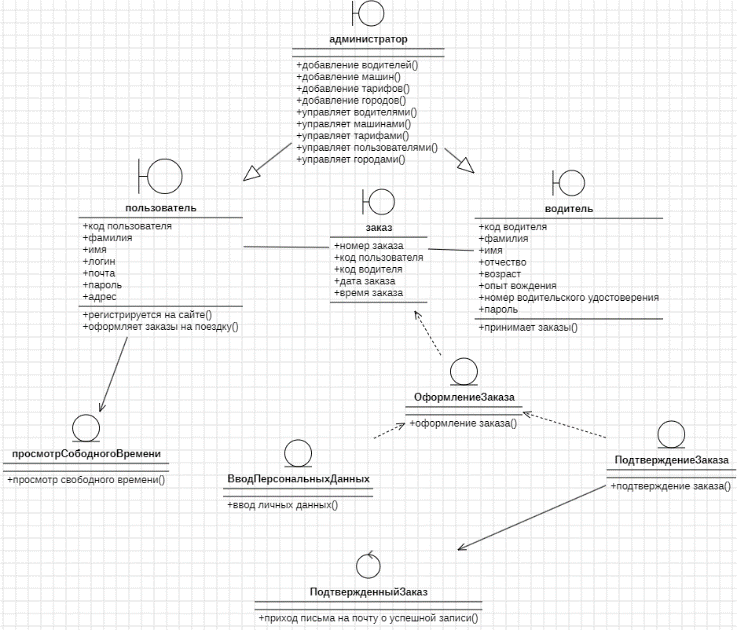 администратор
+добавление водителей()
+добавление машин()
+добавление тарифов()
+добавление городов()
+управляет водителями()
+управляет машинами()
+управляет тарифами()
+управляет пользователями()
+управляет городами()
пользователь
+код пользователя
+фамилия
+имя
+логин
+почта
+пароль
+адрес
+регистрируется на сайте()
+оформляет заказы на поездку()
заказ
+номер заказа
+код пользователя
+код водителя
+дата заказа
+время заказа
водитель
+код водителя
+фамилия
+имя
+отчество
+возраст
+опыт вождения
+номер водительского удостоверения
+пароль
+принимает заказы()
ОформлениеЗаказа
+оформление заказа()
просмотрСободногоВремени
+просмотр свободного времени()
ВводПерсональныхДанных
+ввод личных данных()
ПодтверждениеЗаказа
+подтверждение заказа()
ПодтвержденныйЗаказ
+приход письма на почту о успешной записи()